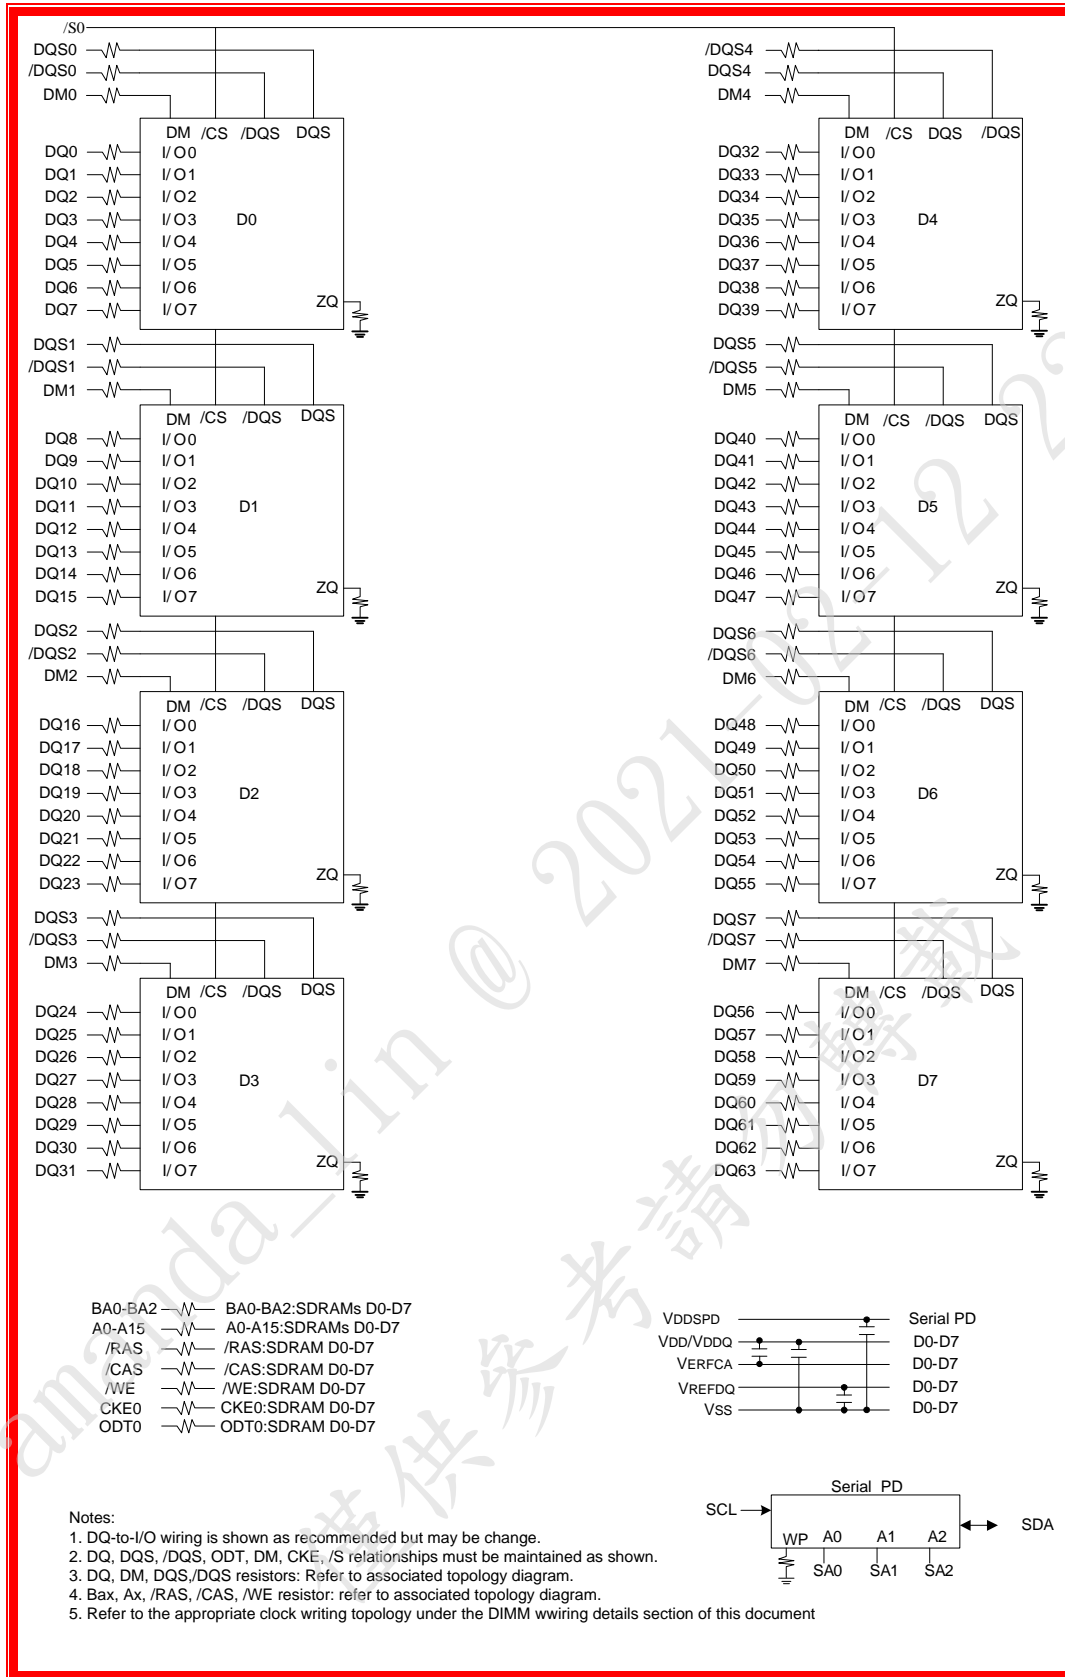 /S0
DQS0
/DQS0
DM0
DM /CS /DQS DQS
DQ0 I/O0
DQ1 I/O1
DQ2 I/O2
DQ3 I/O3 D0
DQ4 I/O4
DQ5 I/O5
DQ6 I/O6
DQ7 I/O7
ZQ
DQS1
/DQS1
DM1
DM /CS /DQS DQS
DQ8 I/O0
DQ9 I/O1
DQ10 I/O2
DQ11 I/O3 D1
DQ12 I/O4
DQ13 I/O5
DQ14 I/O6
DQ15 I/O7
ZQ
DQS2
/DQS2
DM2
DM /CS /DQS DQS
DQ16 I/O0
DQ17 I/O1
DQ18 I/O2
DQ19 I/O3 D2
DQ20 I/O4
DQ21 I/O5
DQ22 I/O6
DQ23 I/O7
ZQ
DQS3
/DQS3
DM3
DM /CS /DQS DQS
DQ24 I/O0
DQ25 I/O1
DQ26 I/O2
DQ27 I/O3 D3
DQ28 I/O4
DQ29 I/O5
DQ30 I/O6
DQ31 I/O7
ZQ
/DQS4
DQS4
DM4
DM /CS DQS /DQS
DQ32 I/O0
DQ33 I/O1
DQ34 I/O2
DQ35 I/O3 D4
DQ36 I/O4
DQ37 I/O5
DQ38 I/O6
DQ39 I/O7
ZQ
DQS5
/DQS5
DM5
DM /CS /DQS DQS
DQ40 I/O0
DQ41 I/O1
DQ42 I/O2
DQ43 I/O3 D5
DQ44 I/O4
DQ45 I/O5
DQ46 I/O6
DQ47 I/O7
ZQ
DQS6
/DQS6
DM6
DM /CS /DQS DQS
DQ48 I/O0
DQ49 I/O1
DQ50 I/O2
DQ51 I/O3 D6
DQ52 I/O4
DQ53 I/O5
DQ54 I/O6
DQ55 I/O7
ZQ
DQS7
/DQS7
DM7
DM /CS /DQS DQS
DQ56 I/O0
DQ57 I/O1
DQ58 I/O2
DQ59 I/O3 D7
DQ60 I/O4
DQ61 I/O5
DQ62 I/O6
DQ63 I/O7
ZQ
BA0-BA2 BA0-BA2:SDRAMs D0-D7
A0-A15 A0-A15:SDRAMs D0-D7
/RAS /RAS:SDRAM D0-D7
/CAS /CAS:SDRAM D0-D7
/WE /WE:SDRAM D0-D7
CKE0 CKE0:SDRAM D0-D7
ODT0 ODT0:SDRAM D0-D7
VDDSPD Serial PD
VDD/VDDQ D0-D7
VERFCA D0-D7
VREFDQ D0-D7
VSS D0-D7
Serial PD
SCL SDA
WP A0 A1 A2
SA0 SA1 SA2
Notes:
1. DQ-to-I/O wiring is shown as recommended but may be change.
2. DQ, DQS, /DQS, ODT, DM, CKE, /S relationships must be maintained as shown.
3. DQ, DM, DQS,/DQS resistors: Refer to associated topology diagram.
4. Bax, Ax, /RAS, /CAS, /WE resistor: refer to associated topology diagram.
5. Refer to the appropriate clock writing topology under the DIMM wwiring details section of this document
amanda_lin @ 2021-02-12
僅供參考請勿轉載